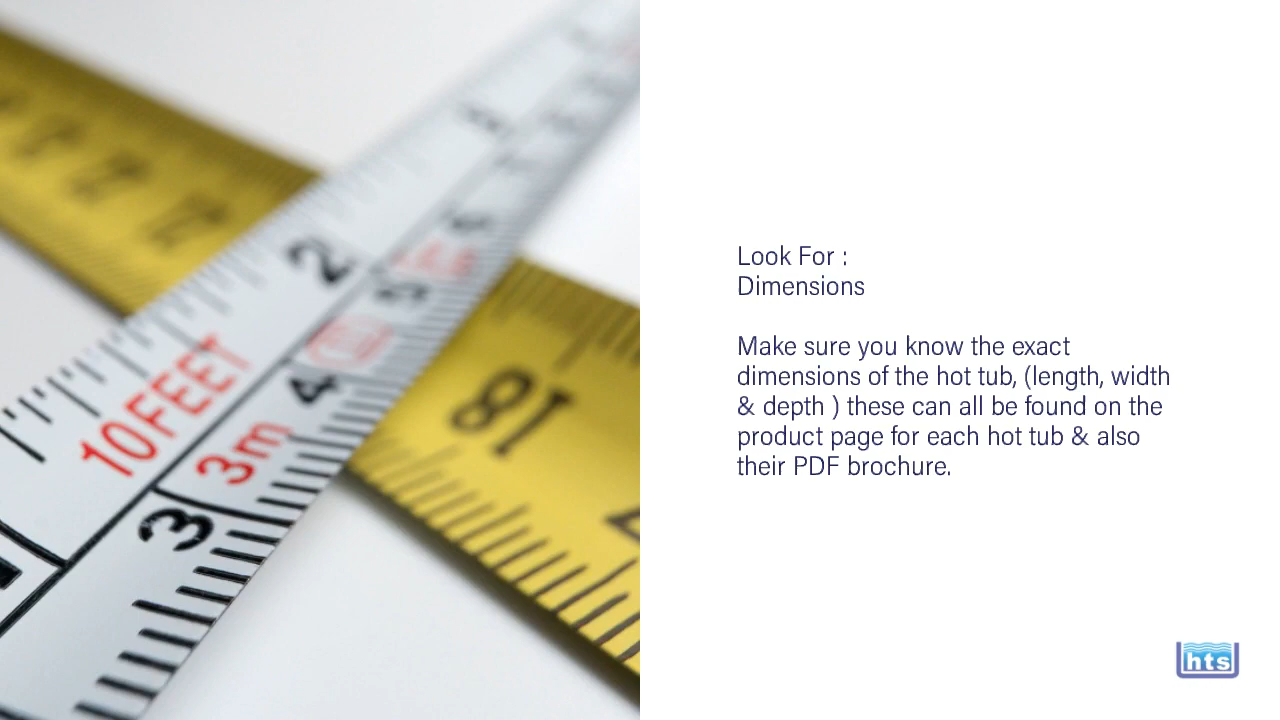 2
10FEET
3m
3
4
5
18
Look For :
Dimensions
Make sure you know the exact
dimensions of the hot tub, (length, width
& depth ) these can all be found on the
product page for each hot tub & also
their PDF brochure.
hts